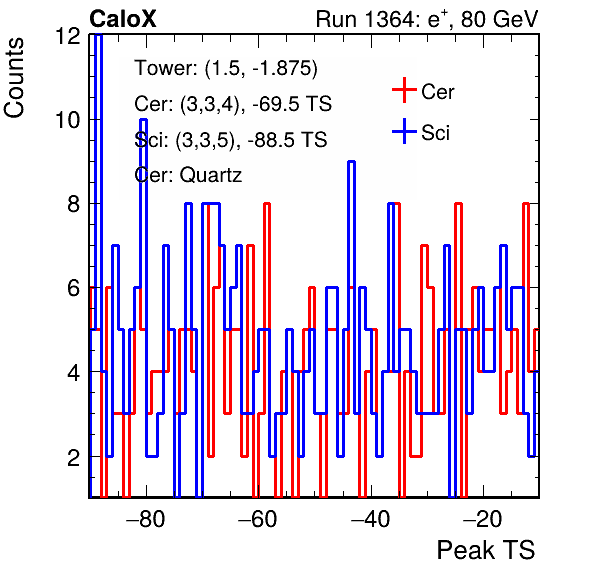 CaloX Run 1364: e⁺, 80 GeV
Counts
12
10
8
6
4
2
Tower: (1.5, -1.875)
Cer: (3,3,4), -69.5 TS
Sci: (3,3,5), -88.5 TS
Cer: Quartz
Cer
Sci
−80 −60 −40 −20
Peak TS